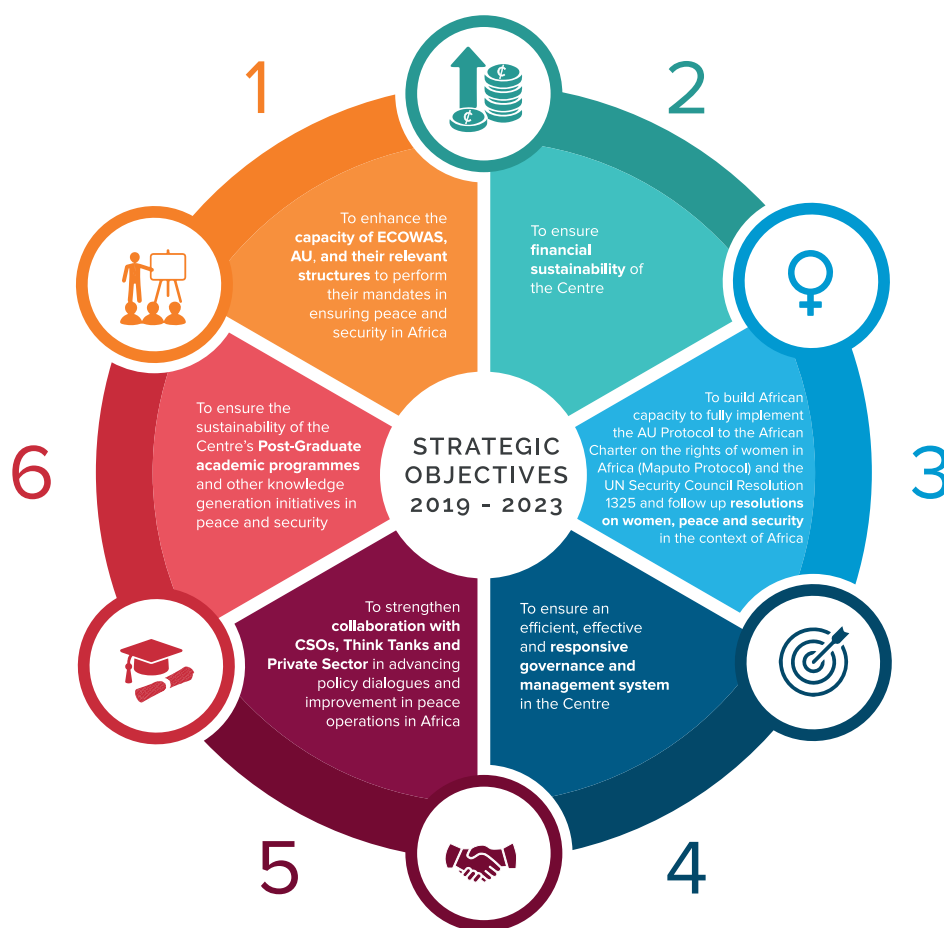 STRATEGIC
OBJECTIVES
2019 - 2023
1
To enhance the
capacity of ECOWAS,
AU, and their relevant
structures to perform
their mandates in
ensuring peace and
security in Africa
2
¢
¢
To ensure
financial
sustainability of
the Centre
3
To build African
capacity to fully implement
the AU Protocol to the African
Charter on the rights of women in
Africa (Maputo Protocol) and the
UN Security Council Resolution
1325 and follow up resolutions
on women, peace and security
in the context of Africa
4
To ensure an
efficient, effective
and responsive
governance and
management system
in the Centre
5
To strengthen
collaboration with
CSOs, Think Tanks and
Private Sector in advancing
policy dialogues and
improvement in peace
operations in Africa
6
To ensure the
sustainability of the
Centre's Post-Graduate
academic programmes
and other knowledge
generation initiatives in
peace and security